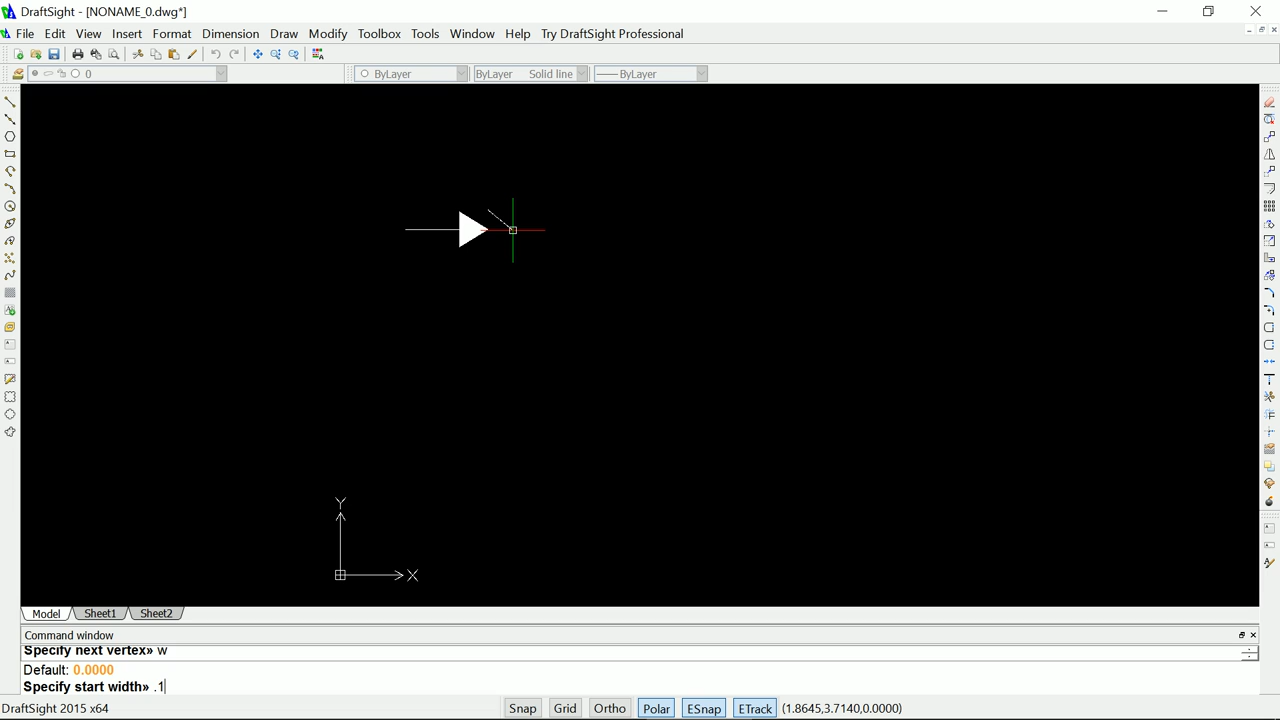 DraftSight - [NONAME_0.dwg*]
File Edit View Insert Format Dimension Draw Modify Toolbox Tools Window Help Try DraftSight Professional
0 ByLayer ByLayer Solid line ByLayer
Y
X
Model Sheet1 Sheet2
Command window
Specify next vertex» w
Default: 0.0000
Specify start width» .1
DraftSight 2015 x64 Snap Grid Ortho Polar ESnap ETrack (1.8645,3.7140,0.0000)